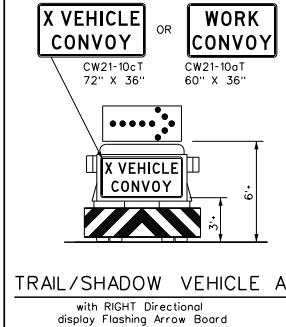 X VEHICLE
CONVOY
OR
WORK
CONVOY
CW21-10cT
72" X 36"
CW21-10aT
60" X 36"
X VEHICLE
CONVOY
6'±
3'±
TRAIL/SHADOW VEHICLE A
with RIGHT Directional
display Flashing Arrow Board